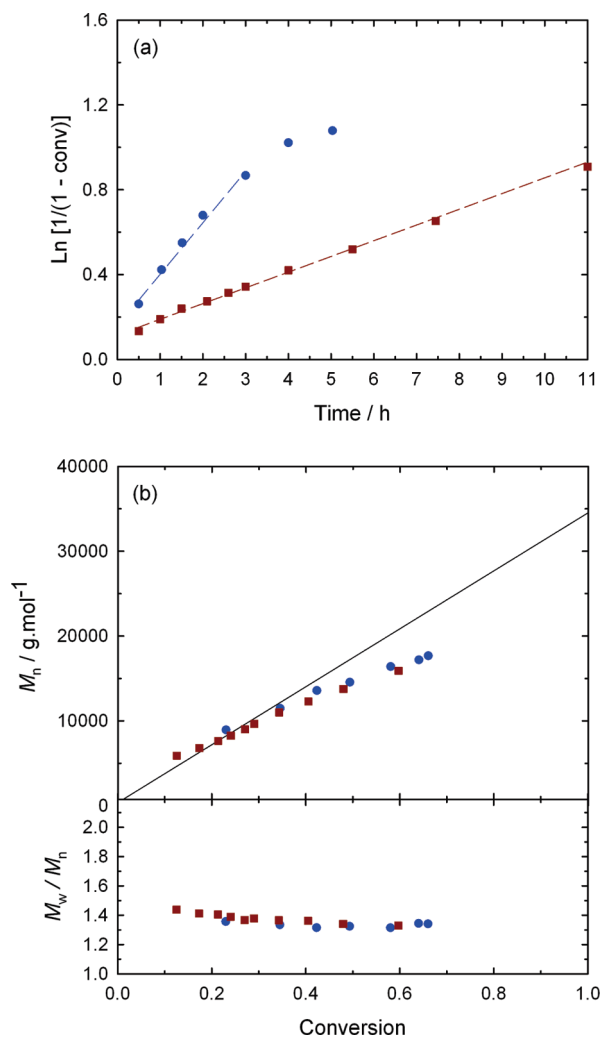 (a)
Ln [1/(1 - conv)]
1.6
1.2
0.8
0.4
0.0
0 1 2 3 4 5 6 7 8 9 10 11
Time / h
(b)
Mn / g.mol-1
40000
30000
20000
10000
0
Mw / Mn
2.0
1.8
1.6
1.4
1.2
1.0
0.0 0.2 0.4 0.6 0.8 1.0
Conversion